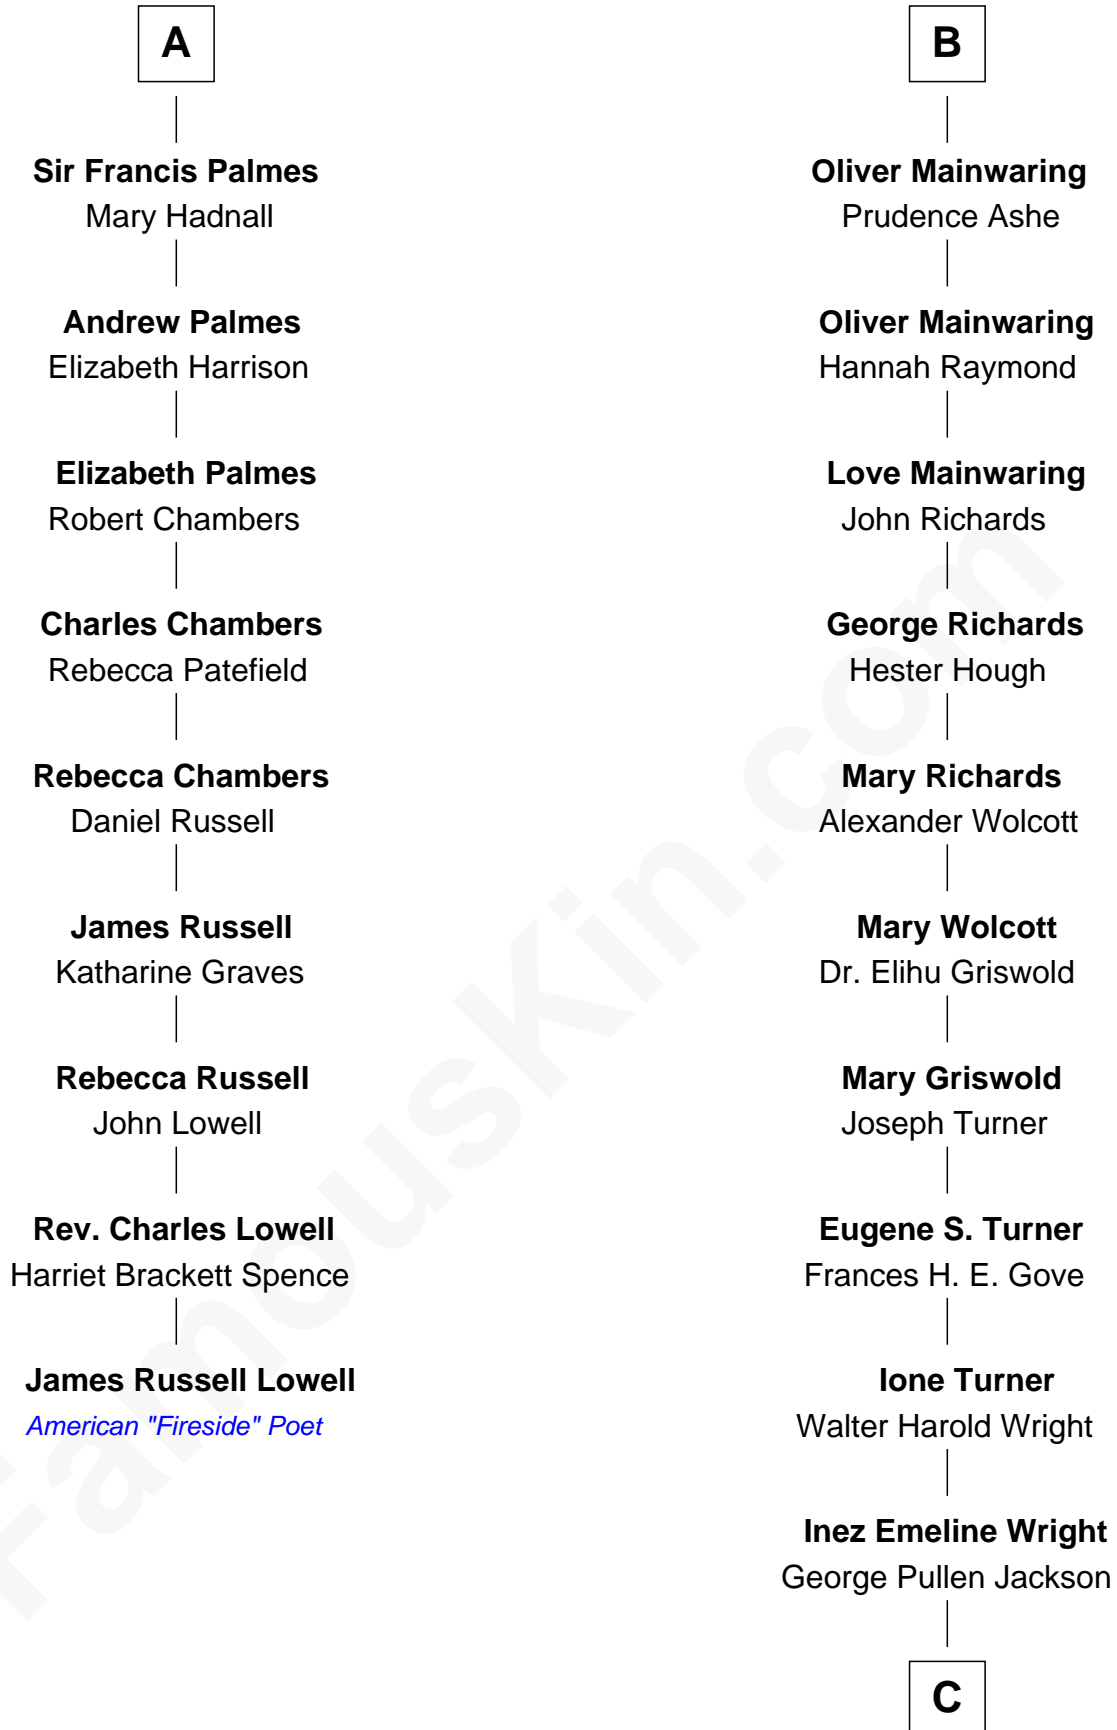 A
Sir Francis Palmes
Mary Hadnall
Andrew Palmes
Elizabeth Harrison
Elizabeth Palmes
Robert Chambers
Charles Chambers
Rebecca Patefield
Rebecca Chambers
Daniel Russell
James Russell
Katharine Graves
Rebecca Russell
John Lowell
Rev. Charles Lowell
Harriet Brackett Spence
James Russell Lowell
American "Fireside" Poet
B
Oliver Mainwaring
Prudence Ashe
Oliver Mainwaring
Hannah Raymond
Love Mainwaring
John Richards
George Richards
Hester Hough
Mary Richards
Alexander Wolcott
Mary Wolcott
Dr. Elihu Griswold
Mary Griswold
Joseph Turner
Eugene S. Turner
Frances H. E. Gove
Ione Turner
Walter Harold Wright
Inez Emeline Wright
George Pullen Jackson
C
FamousKin.com